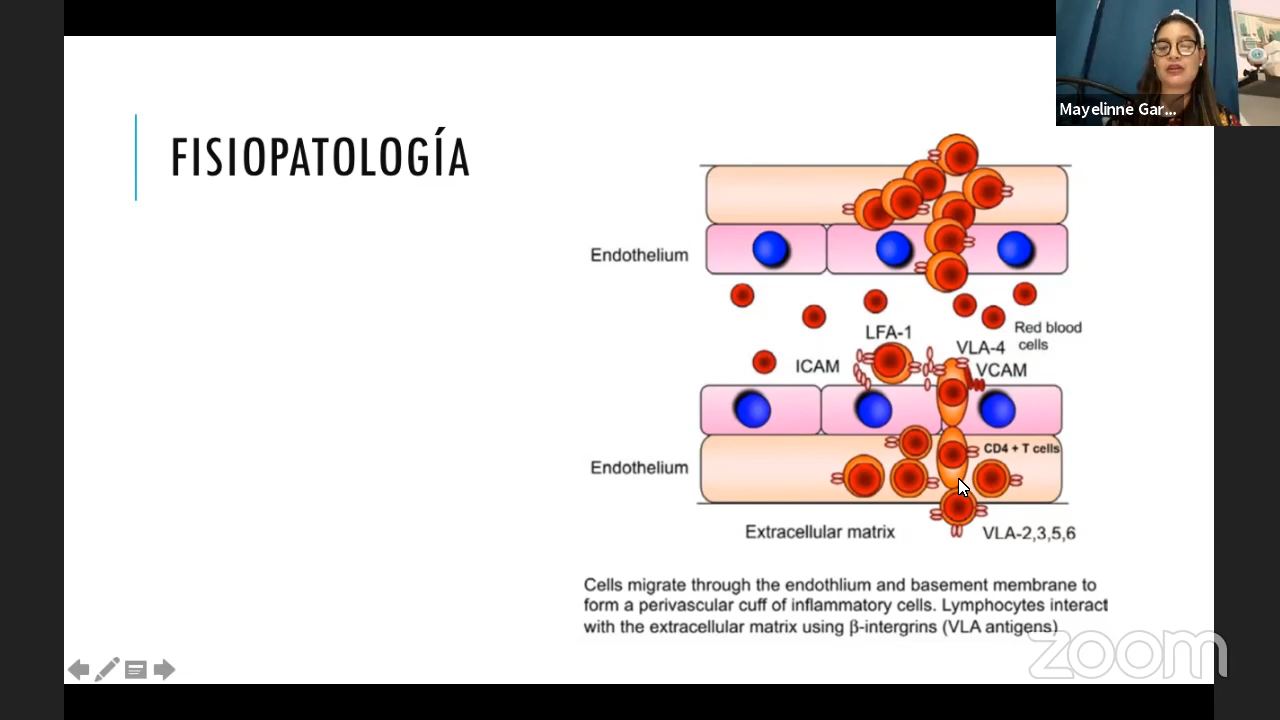 Mayelinne Gar...
FISIOPATOLOGÍA
Endothelium
Red blood
cells
LFA-1
VLA-4
ICAM
VCAM
CD4 + T cells
Endothelium
Extracellular matrix
VLA-2,3,5,6
Cells migrate through the endothlium and basement membrane to
form a perivascular cuff of inflammatory cells. Lymphocytes interact
with the extracellular matrix using β-intergrins (VLA antigens)
zoom